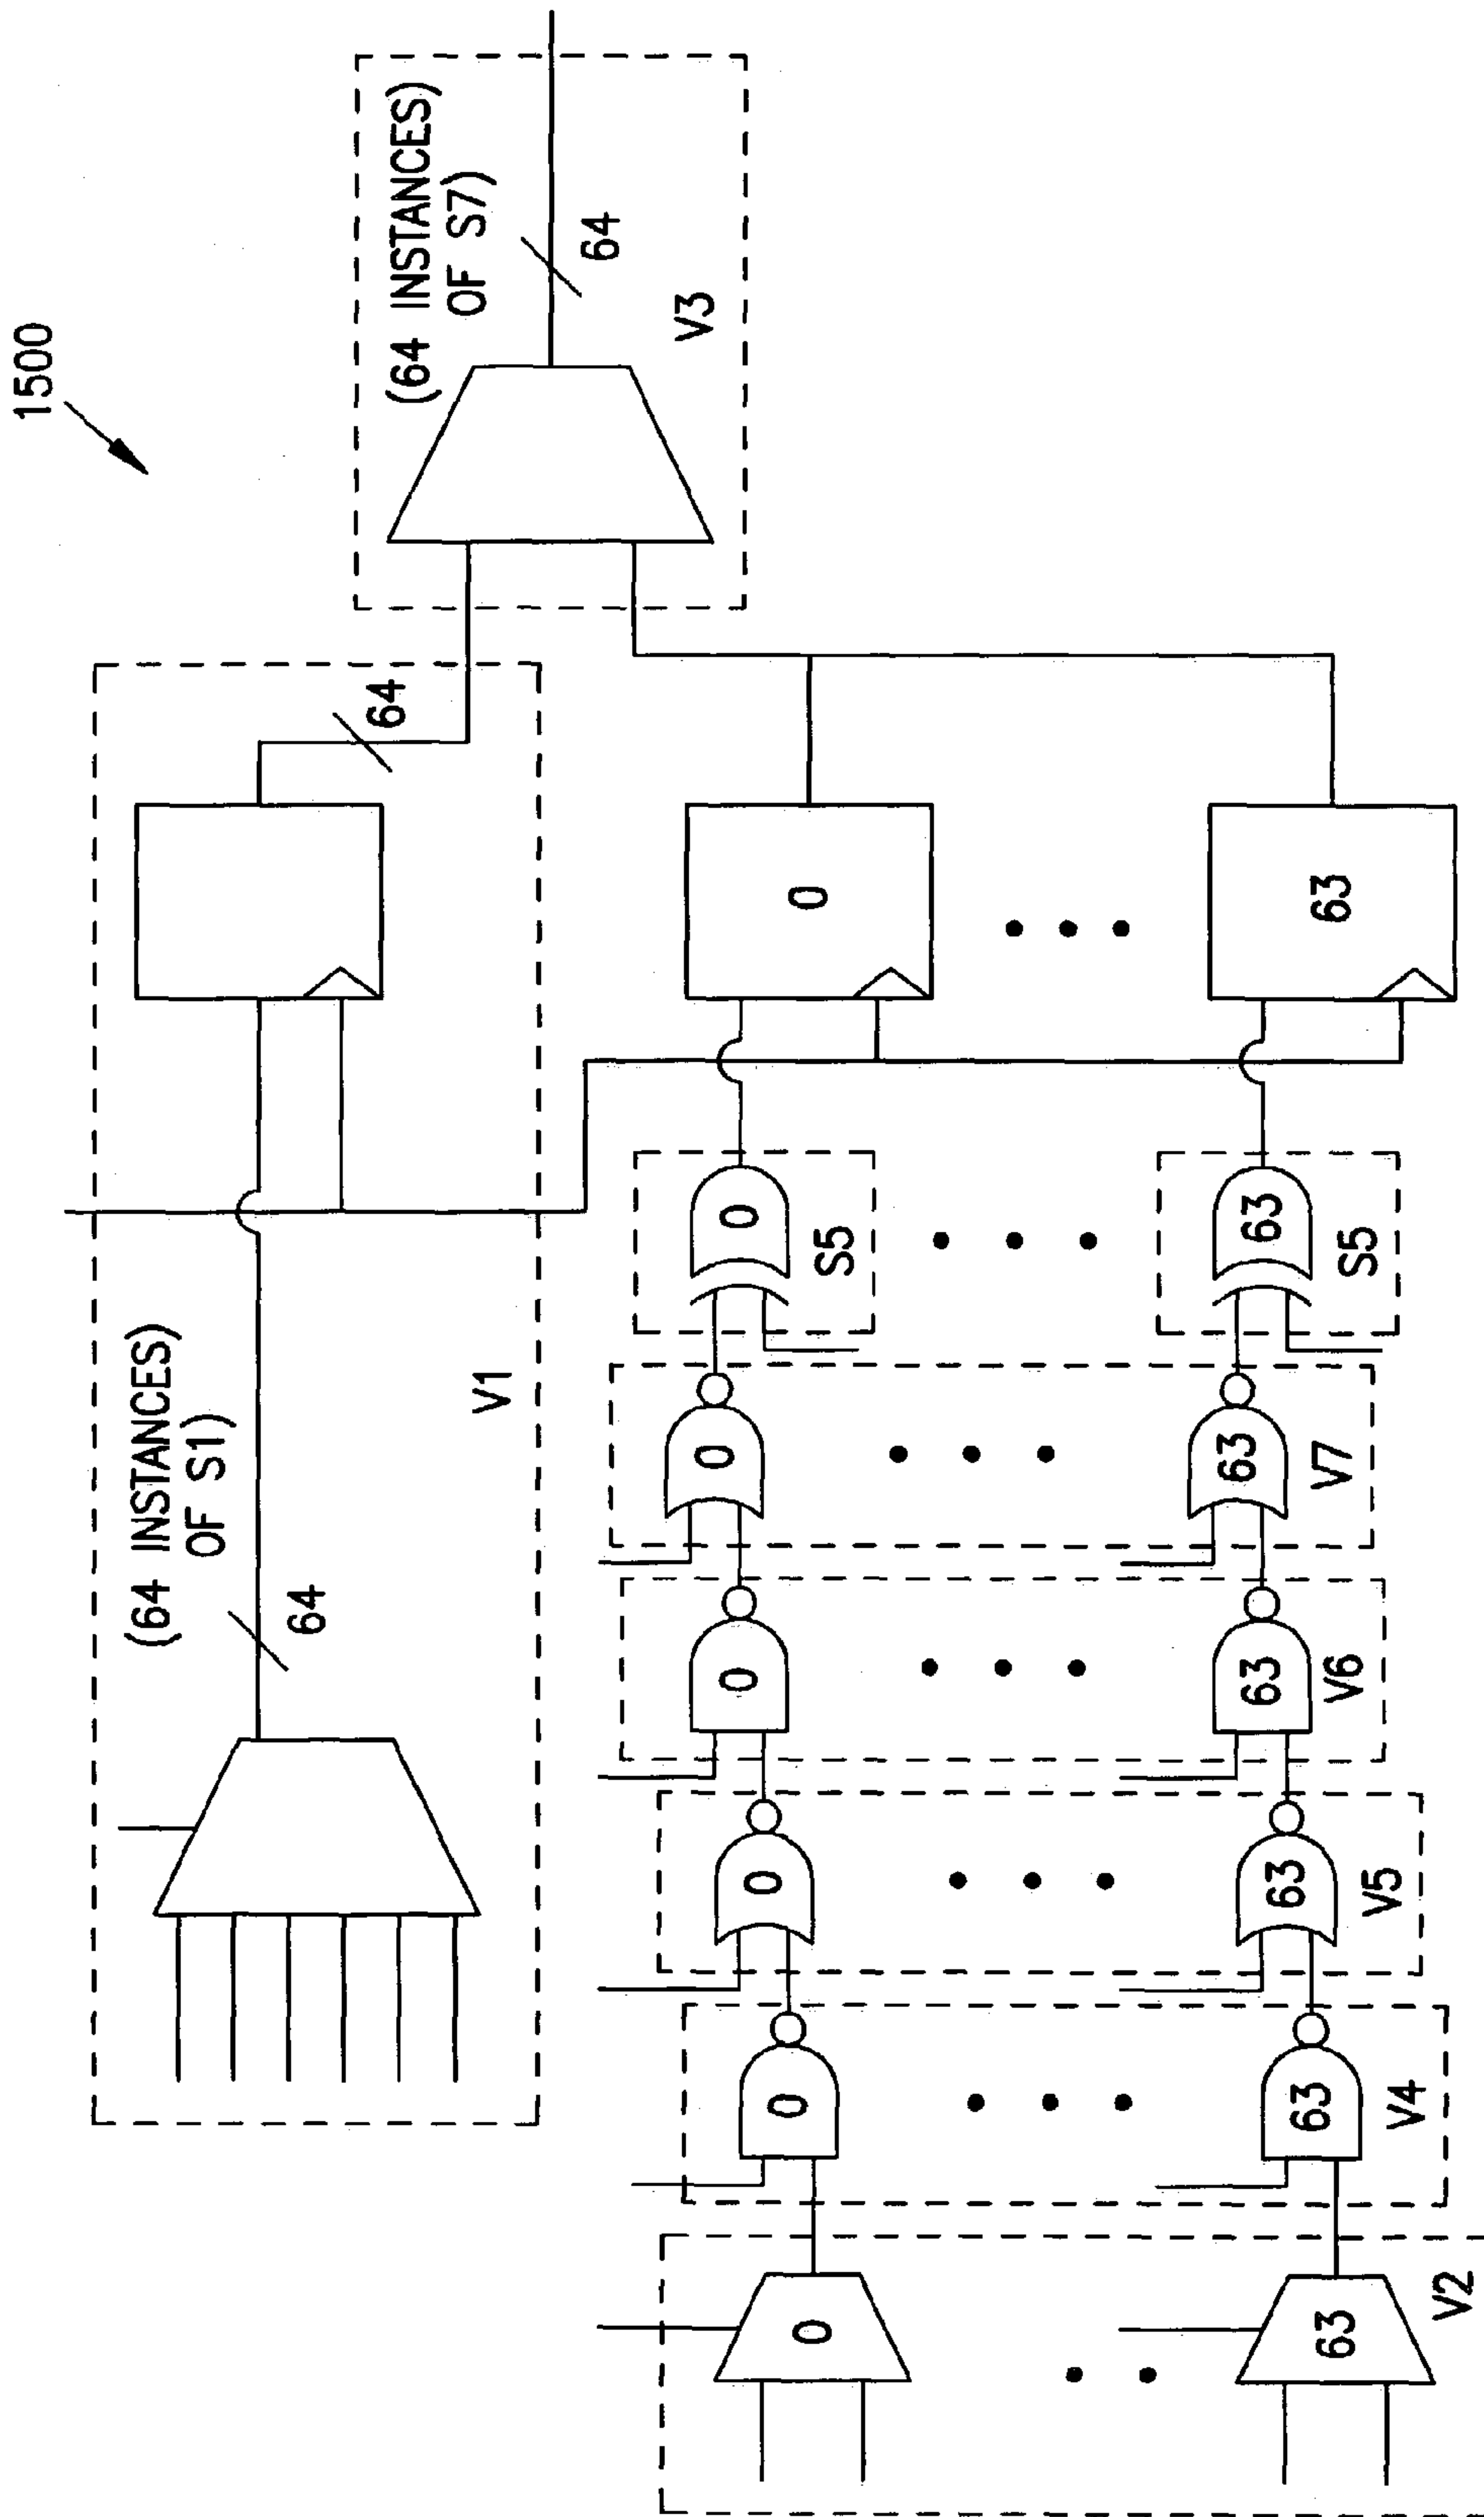 1500
(64 INSTANCES
OF S7)
64
V3
(64 INSTANCES
OF S1)
64
64
V1
0
63
0
S5
63
S5
0
63
V7
0
63
V6
0
63
V5
0
63
V4
0
63
V2